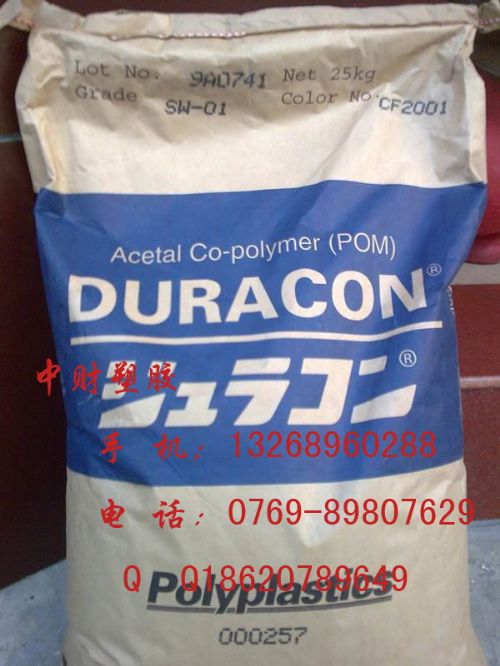 Lot No. 9A0741 Net 25kg
Grade SW-01 Color No. CF2001
Acetal Co-polymer (POM)
DURACON®
ジュラコン®
中财塑胶
手 机: 13268960288
电 话: 0769-89807629
Q Q18620789649
Polyplastics
000257